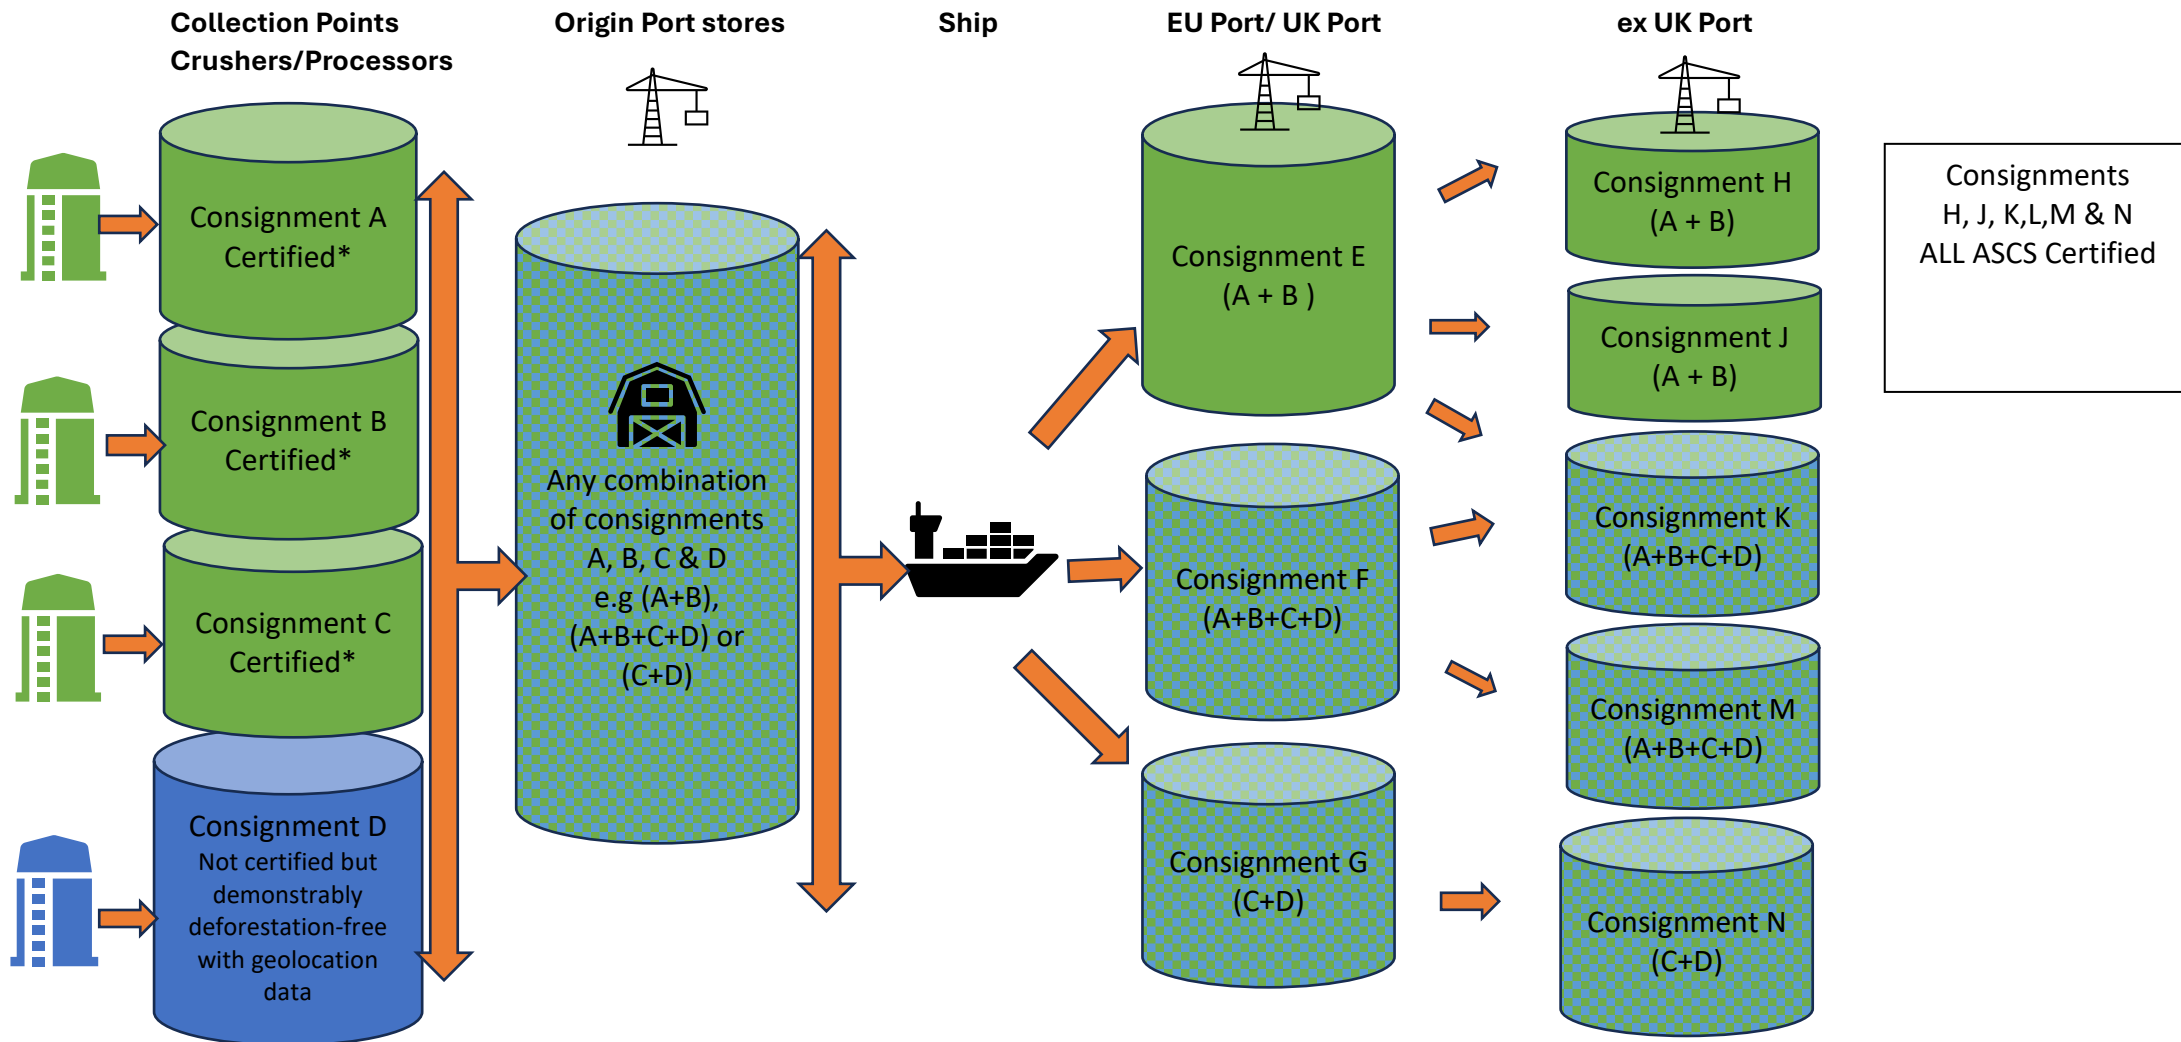 Collection Points
Crushers/Processors
Origin Port stores
Ship
EU Port/ UK Port
ex UK Port
Consignment A
Certified*
Consignment B
Certified*
Consignment C
Certified*
Consignment D
Not certified but
demonstrably
deforestation-free
with geolocation
data
Any combination
of consignments
A, B, C & D
e.g (A+B),
(A+B+C+D) or
(C+D)
Consignment E
(A + B )
Consignment F
(A+B+C+D)
Consignment G
(C+D)
Consignment H
(A + B)
Consignment J
(A + B)
Consignment K
(A+B+C+D)
Consignment M
(A+B+C+D)
Consignment N
(C+D)
Consignments
H, J, K,L,M & N
ALL ASCS Certified